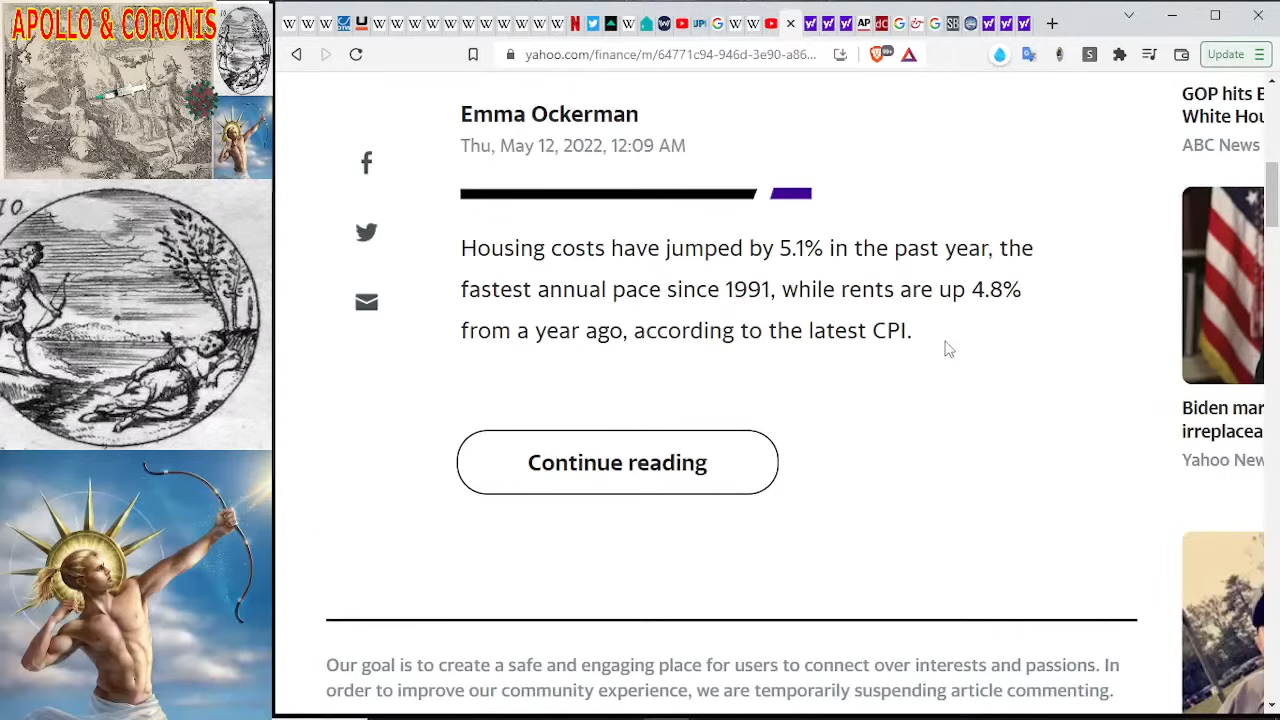 APOLLO & CORONIS
10
yahoo.com/finance/m/64771c94-946d-3e90-a86...
99+
Update
Emma Ockerman
Thu, May 12, 2022, 12:09 AM
Housing costs have jumped by 5.1% in the past year, the
fastest annual pace since 1991, while rents are up 4.8%
from a year ago, according to the latest CPI.
Continue reading
Our goal is to create a safe and engaging place for users to connect over interests and passions. In
order to improve our community experience, we are temporarily suspending article commenting.
GOP hits B
White Hou
ABC News
Biden mar
irreplacea
Yahoo New